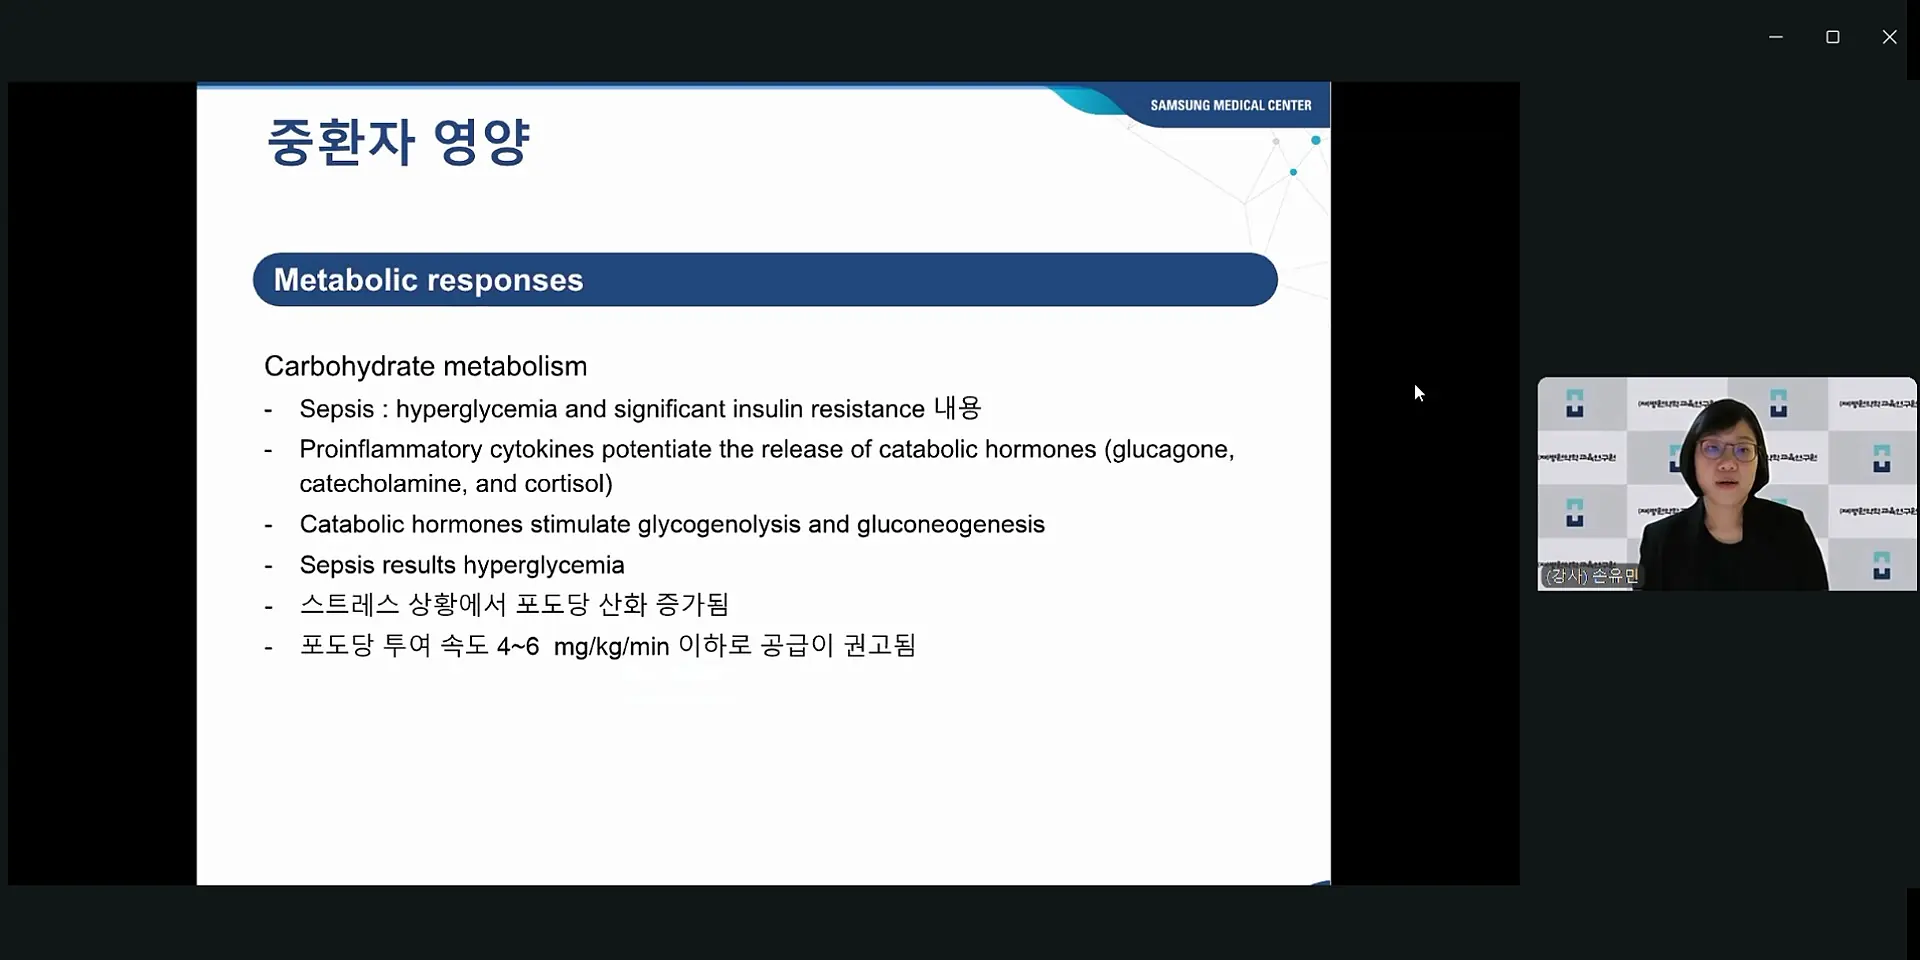 SAMSUNG MEDICAL CENTER
중환자 영양
Metabolic responses
Carbohydrate metabolism
- Sepsis : hyperglycemia and significant insulin resistance 내용
- Proinflammatory cytokines potentiate the release of catabolic hormones (glucagone,
catecholamine, and cortisol)
- Catabolic hormones stimulate glycogenolysis and gluconeogenesis
- Sepsis results hyperglycemia
- 스트레스 상황에서 포도당 산화 증가됨
- 포도당 투여 속도 4~6 mg/kg/min 이하로 공급이 권고됨
(강사) 손유민